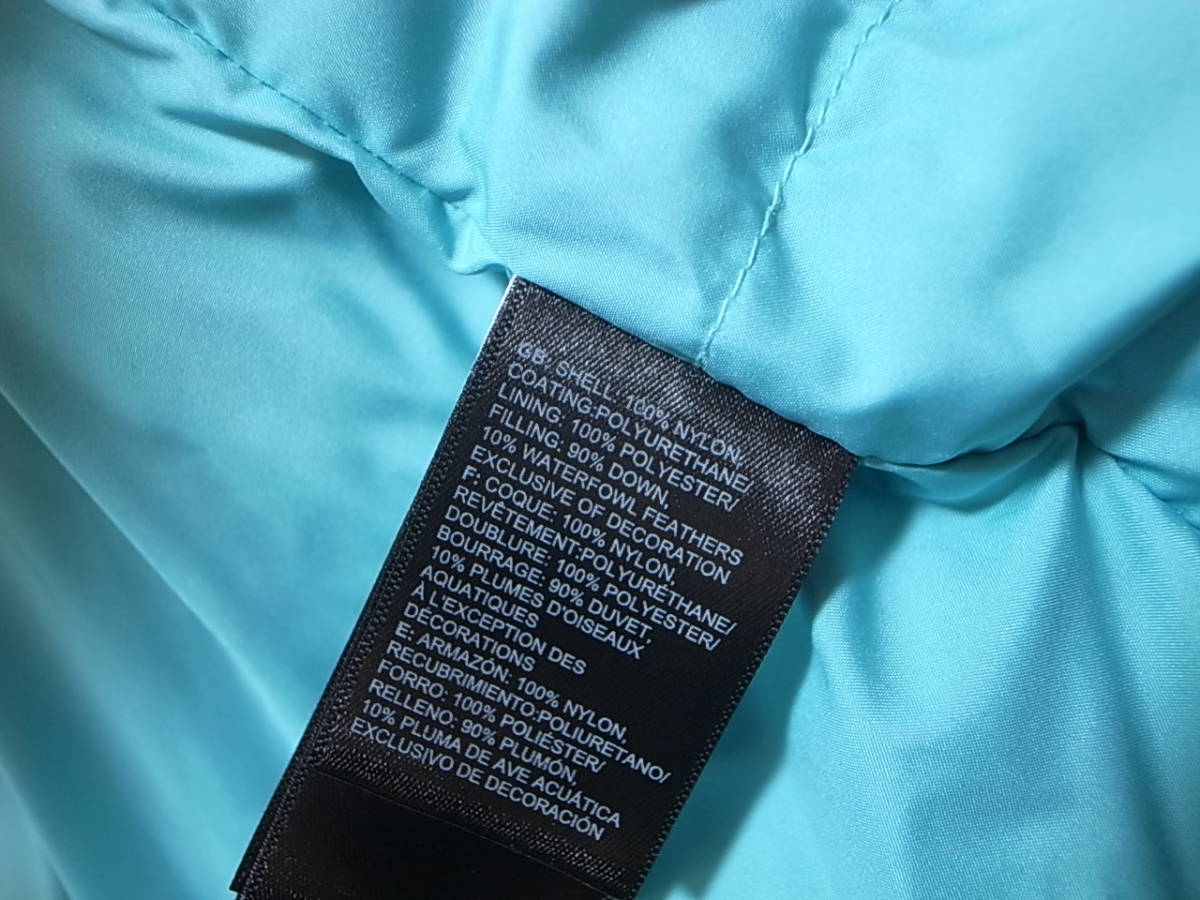 GB: SHELL, 100% NYLON,
COATING:POLYURETHANE/
LINING: 100% POLYESTER/
FILLING: 90% DOWN,
10% WATERFOWL FEATHERS
EXCLUSIVE OF DECORATION
F: COQUE: 100% NYLON,
REVÊTEMENT:POLYURÉTHANE/
DOUBLURE: 100% POLYESTER/
BOURRAGE: 90% DUVET,
10% PLUMES D'OISEAUX
AQUATIQUES
À L'EXCEPTION DES
DÉCORATIONS
E: ARMAZÓN: 100% NYLON,
RECUBRIMIENTO:POLIURETANO/
FORRO: 100% POLIÉSTER/
RELLENO: 90% PLUMÓN,
10% PLUMA DE AVE ACUÁTICA
EXCLUSIVO DE DECORACIÓN